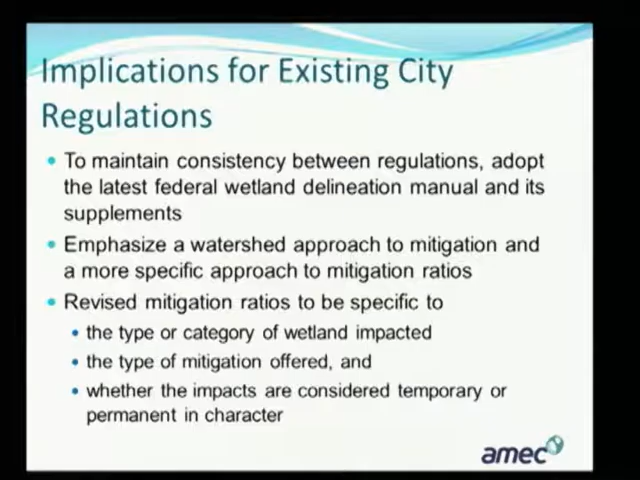 Implications for Existing City
Regulations
• To maintain consistency between regulations, adopt
the latest federal wetland delineation manual and its
supplements
• Emphasize a watershed approach to mitigation and
a more specific approach to mitigation ratios
• Revised mitigation ratios to be specific to
• the type or category of wetland impacted
• the type of mitigation offered, and
• whether the impacts are considered temporary or
permanent in character
amec